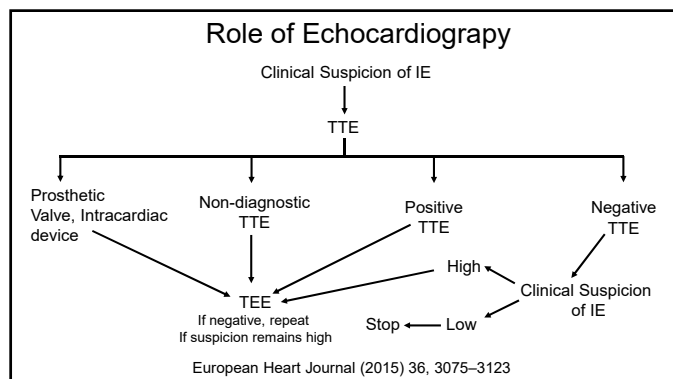 Role of Echocardiograpy
Clinical Suspicion of IE
TTE
Prosthetic
Valve, Intracardiac
device
Non-diagnostic
TTE
Positive
TTE
Negative
TTE
High
Clinical Suspicion
of IE
Low
Stop
TEE
If negative, repeat
If suspicion remains high
European Heart Journal (2015) 36, 3075–3123